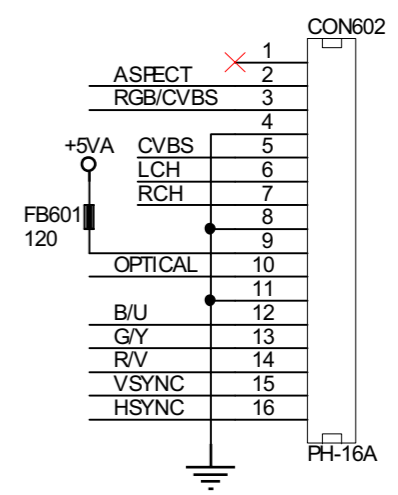 CON602
1
ASPECT 2
RGB/CVBS 3
4
+5VA CVBS 5
LCH 6
RCH 7
8
FB601
120
9
OPTICAL 10
11
B/U 12
G/Y 13
R/V 14
VSYNC 15
HSYNC 16
PH-16A